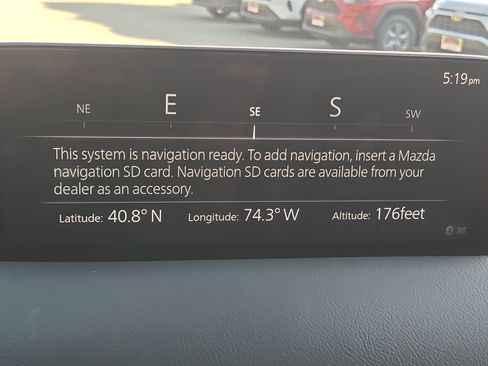 5:19pm
NE E SE S SW
This system is navigation ready. To add navigation, insert a Mazda
navigation SD card. Navigation SD cards are available from your
dealer as an accessory.
Latitude: 40.8° N Longitude: 74.3° W Altitude: 176feet